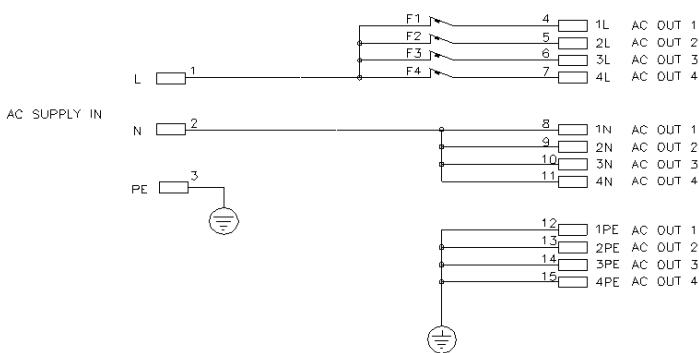 F1 4 1L AC OUT 1
F2 5 2L AC OUT 2
F3 6 3L AC OUT 3
L 1 F4 7 4L AC OUT 4
AC SUPPLY IN
N 2 8 1N AC OUT 1
9 2N AC OUT 2
10 3N AC OUT 3
11 4N AC OUT 4
PE 3
12 1PE AC OUT 1
13 2PE AC OUT 2
14 3PE AC OUT 3
15 4PE AC OUT 4